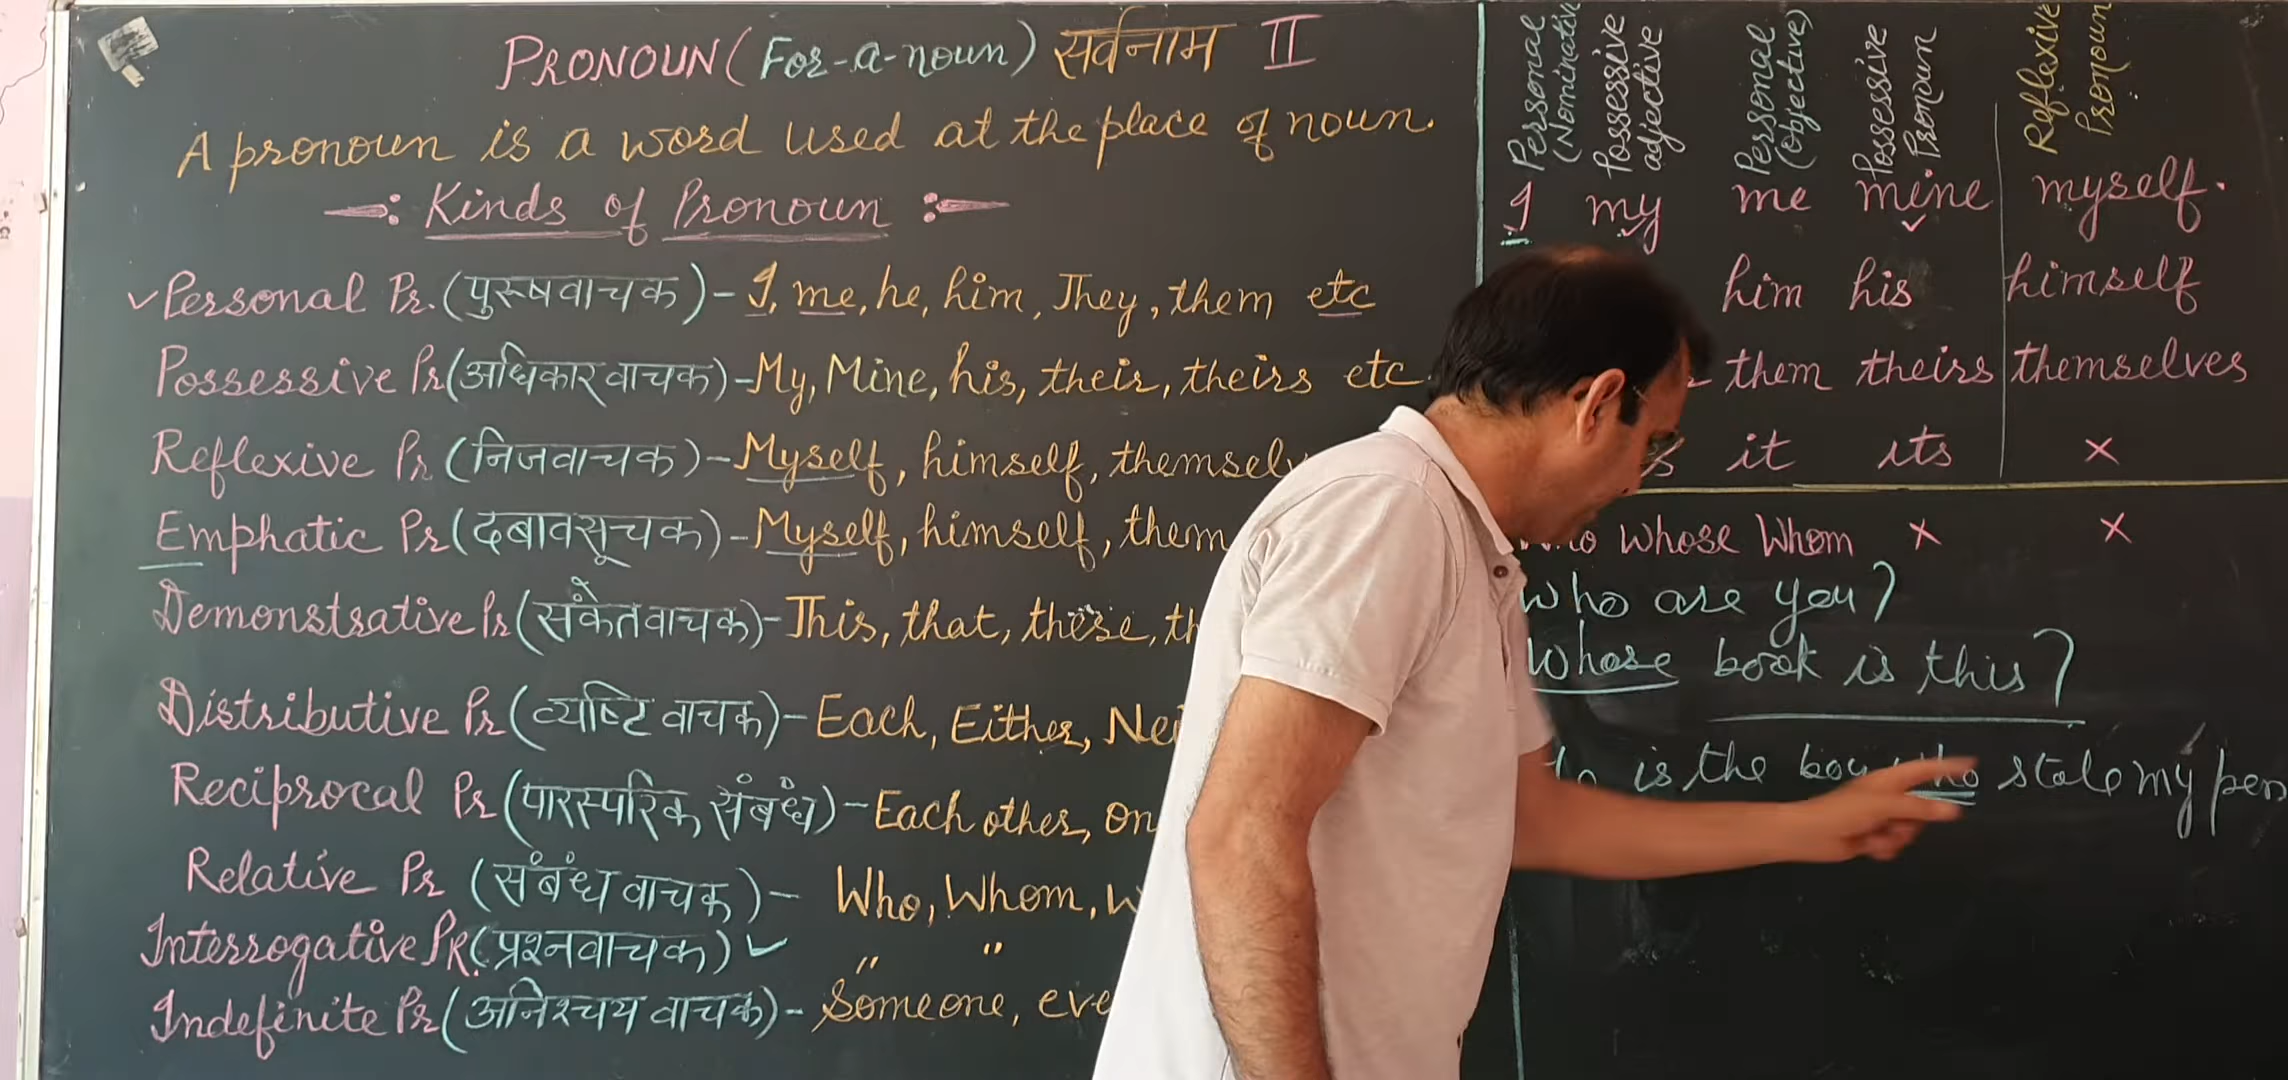 PRONOUN (For-a-noun) सर्वनाम II
A pronoun is a word used at the place of noun.
Kinds of Pronoun
Personal Pr. (पुरुषवाचक) - I, me, he, him, They, them etc
Possessive Pr (अधिकार वाचक) - My, Mine, his, their, theirs etc.
Reflexive Pr (निजवाचक) - Myself, himself, themselv
Emphatic Pr (दबावसूचक) - Myself, himself, them
Demonstrative Pr (संकेतवाचक) - This, that, these, th
Distributive Pr (व्यष्टि वाचक) - Each, Either, Nei
Reciprocal Pr (पारस्परिक संबंध) - Each other, on
Relative Pr (संबंध वाचक) - Who, Whom, w
Interrogative PR. (प्रश्नवाचक) " "
Indefinite Pr (अनिश्चय वाचक) - Someone, eve
Personal (Nominative Possessive adjective Personal (objective) Possessive Pronoun Reflexive Pronoun
I my me mine myself.
him his himself
them theirs themselves
it its ×
Whose Whom × ×
Who are you?
Whose book is this?
is the boy who stole my pen